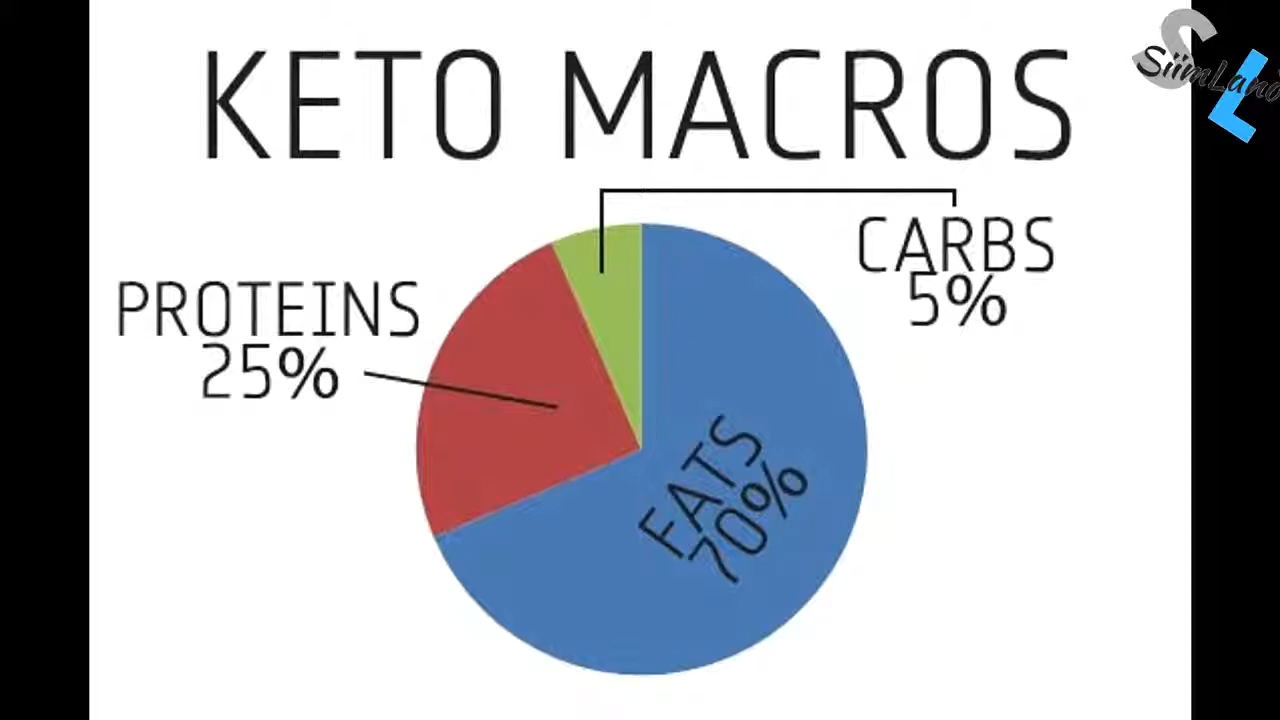 KETO MACROS
SiimLand
CARBS
5%
PROTEINS
25%
FATS
70%